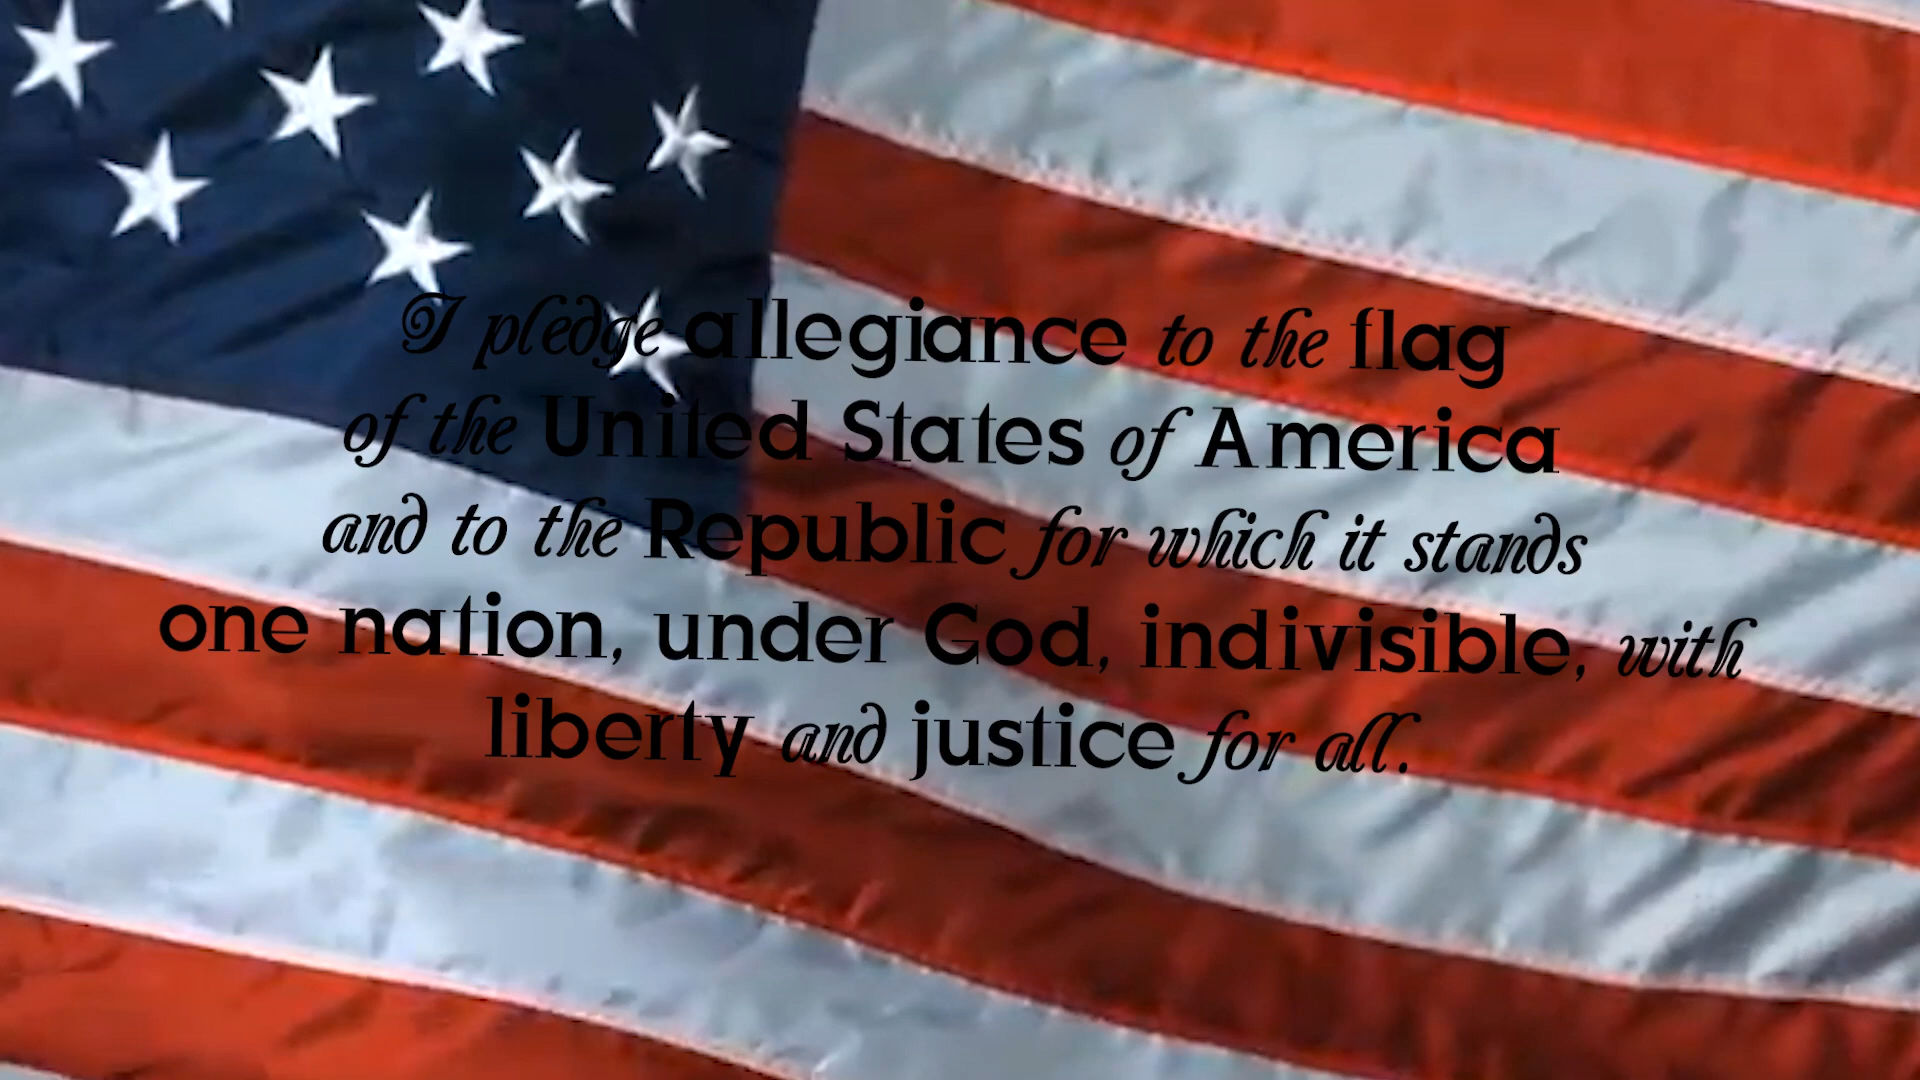 I pledge allegiance to the flag
of the United States of America
and to the Republic for which it stands
one nation, under God, indivisible, with
liberty and justice for all.